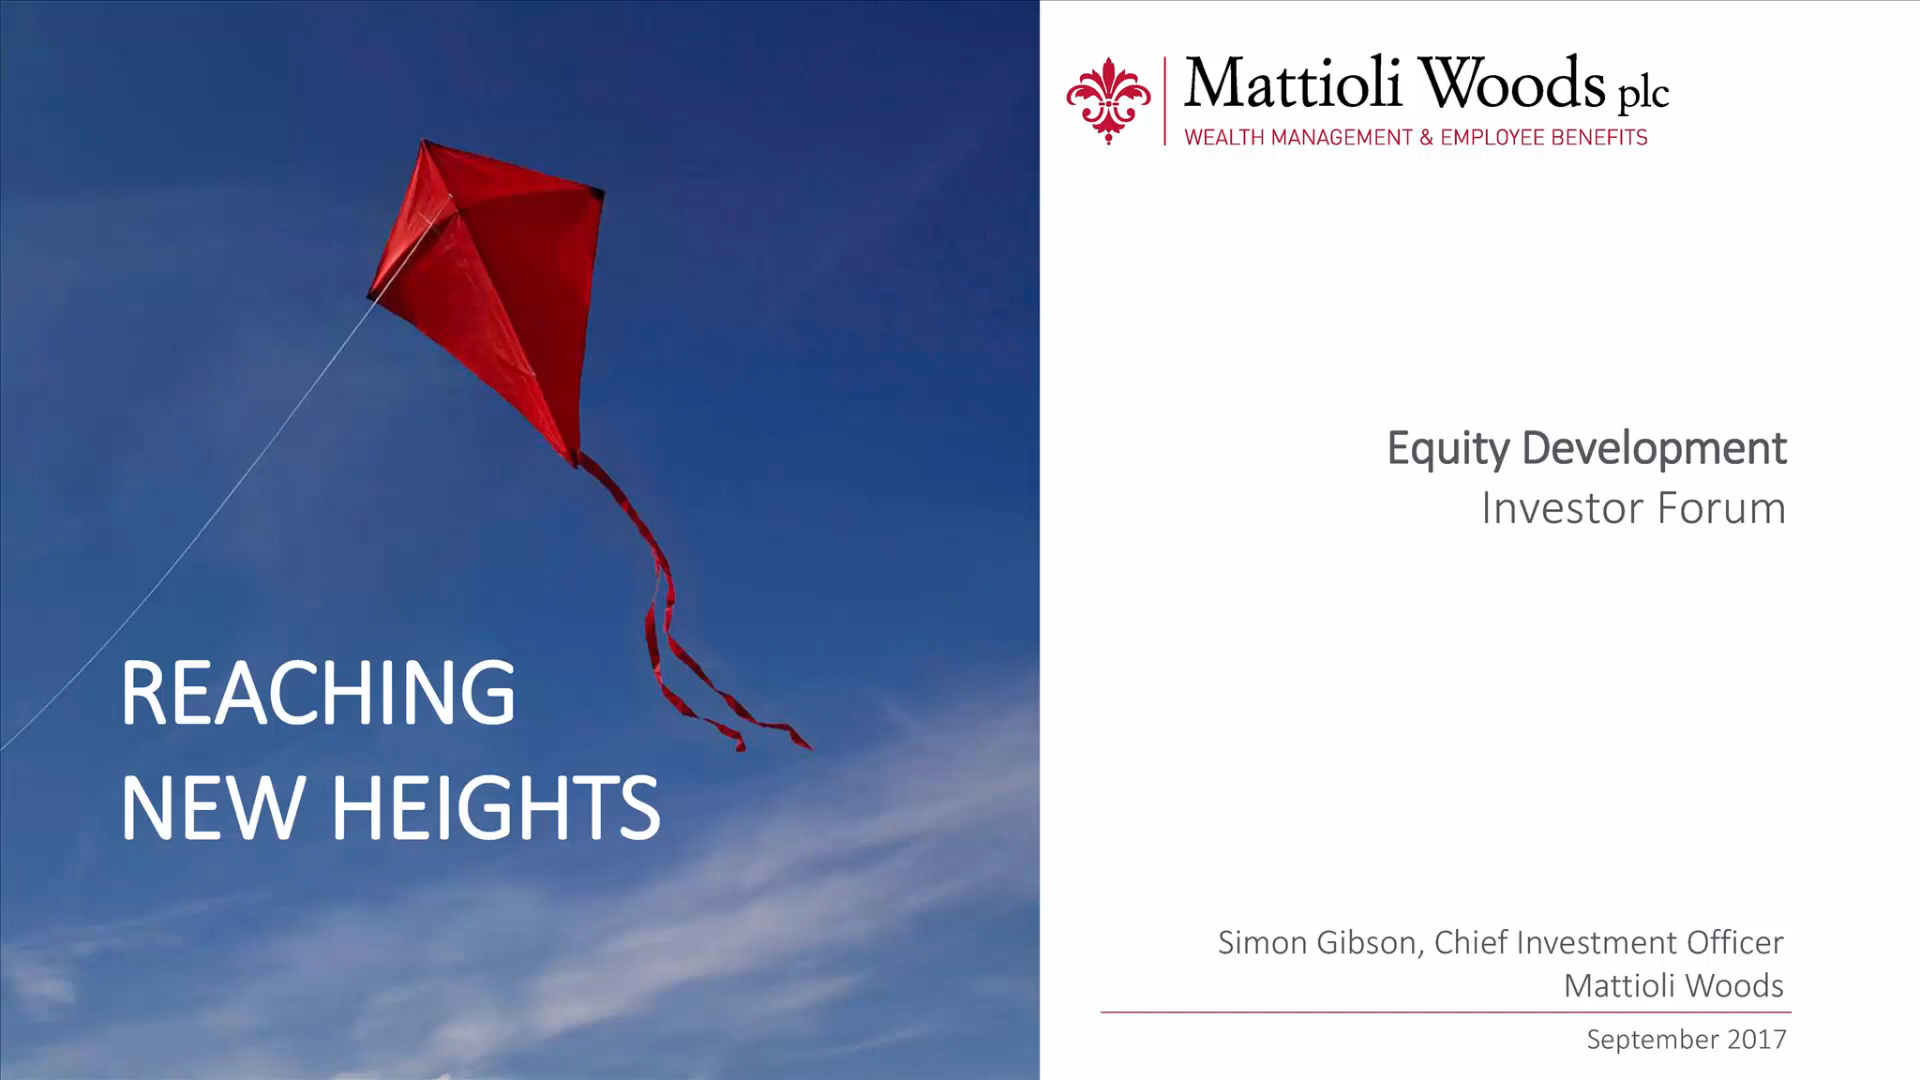 Mattioli Woods plc
WEALTH MANAGEMENT & EMPLOYEE BENEFITS
Equity Development
Investor Forum
REACHING
NEW HEIGHTS
Simon Gibson, Chief Investment Officer
Mattioli Woods
September 2017